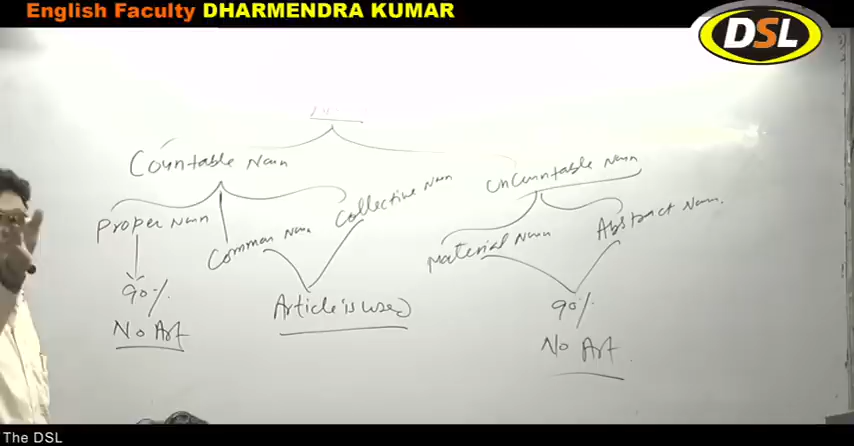 English Faculty DHARMENDRA KUMAR
DSL
Countable Noun
Uncountable Noun
Proper Noun
Common Noun
Collective Noun
Material Noun
Abstract Noun
90%
No Art
Article is used
90%
No Art
The DSL